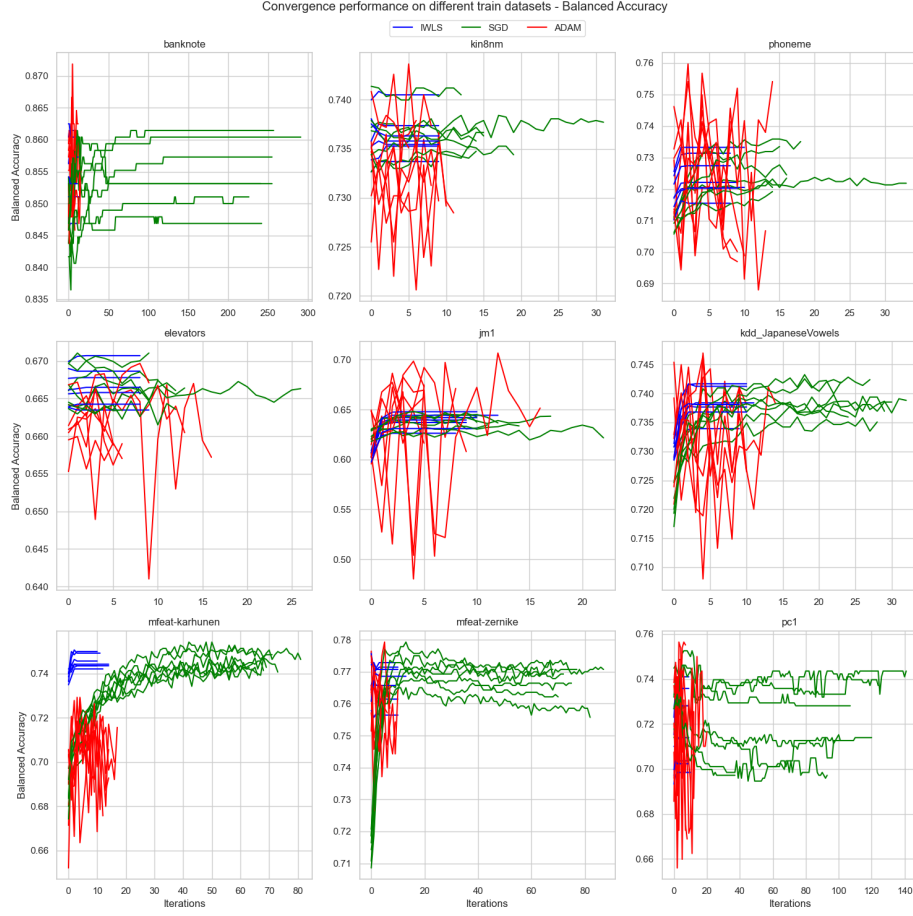 Convergence performance on different train datasets - Balanced Accuracy
IWLS SGD ADAM
banknote
kin8nm
phoneme
0.870
0.865
0.860
0.855
0.850
0.845
0.840
0.835
Balanced Accuracy
0 50 100 150 200 250 300
0.740
0.735
0.730
0.725
0.720
0 5 10 15 20 25 30
0.76
0.75
0.74
0.73
0.72
0.71
0.70
0.69
0 5 10 15 20 25 30
elevators
jm1
kdd_JapaneseVowels
0.670
0.665
0.660
0.655
0.650
0.645
0.640
Balanced Accuracy
0 5 10 15 20 25
0.70
0.65
0.60
0.55
0.50
0 5 10 15 20
0.745
0.740
0.735
0.730
0.725
0.720
0.715
0.710
0 5 10 15 20 25 30
mfeat-karhunen
mfeat-zernike
pc1
0.74
0.72
0.70
0.68
0.66
Balanced Accuracy
0 10 20 30 40 50 60 70 80
Iterations
0.78
0.77
0.76
0.75
0.74
0.73
0.72
0.71
0 20 40 60 80
Iterations
0.76
0.74
0.72
0.70
0.68
0.66
0 20 40 60 80 100 120 140
Iterations